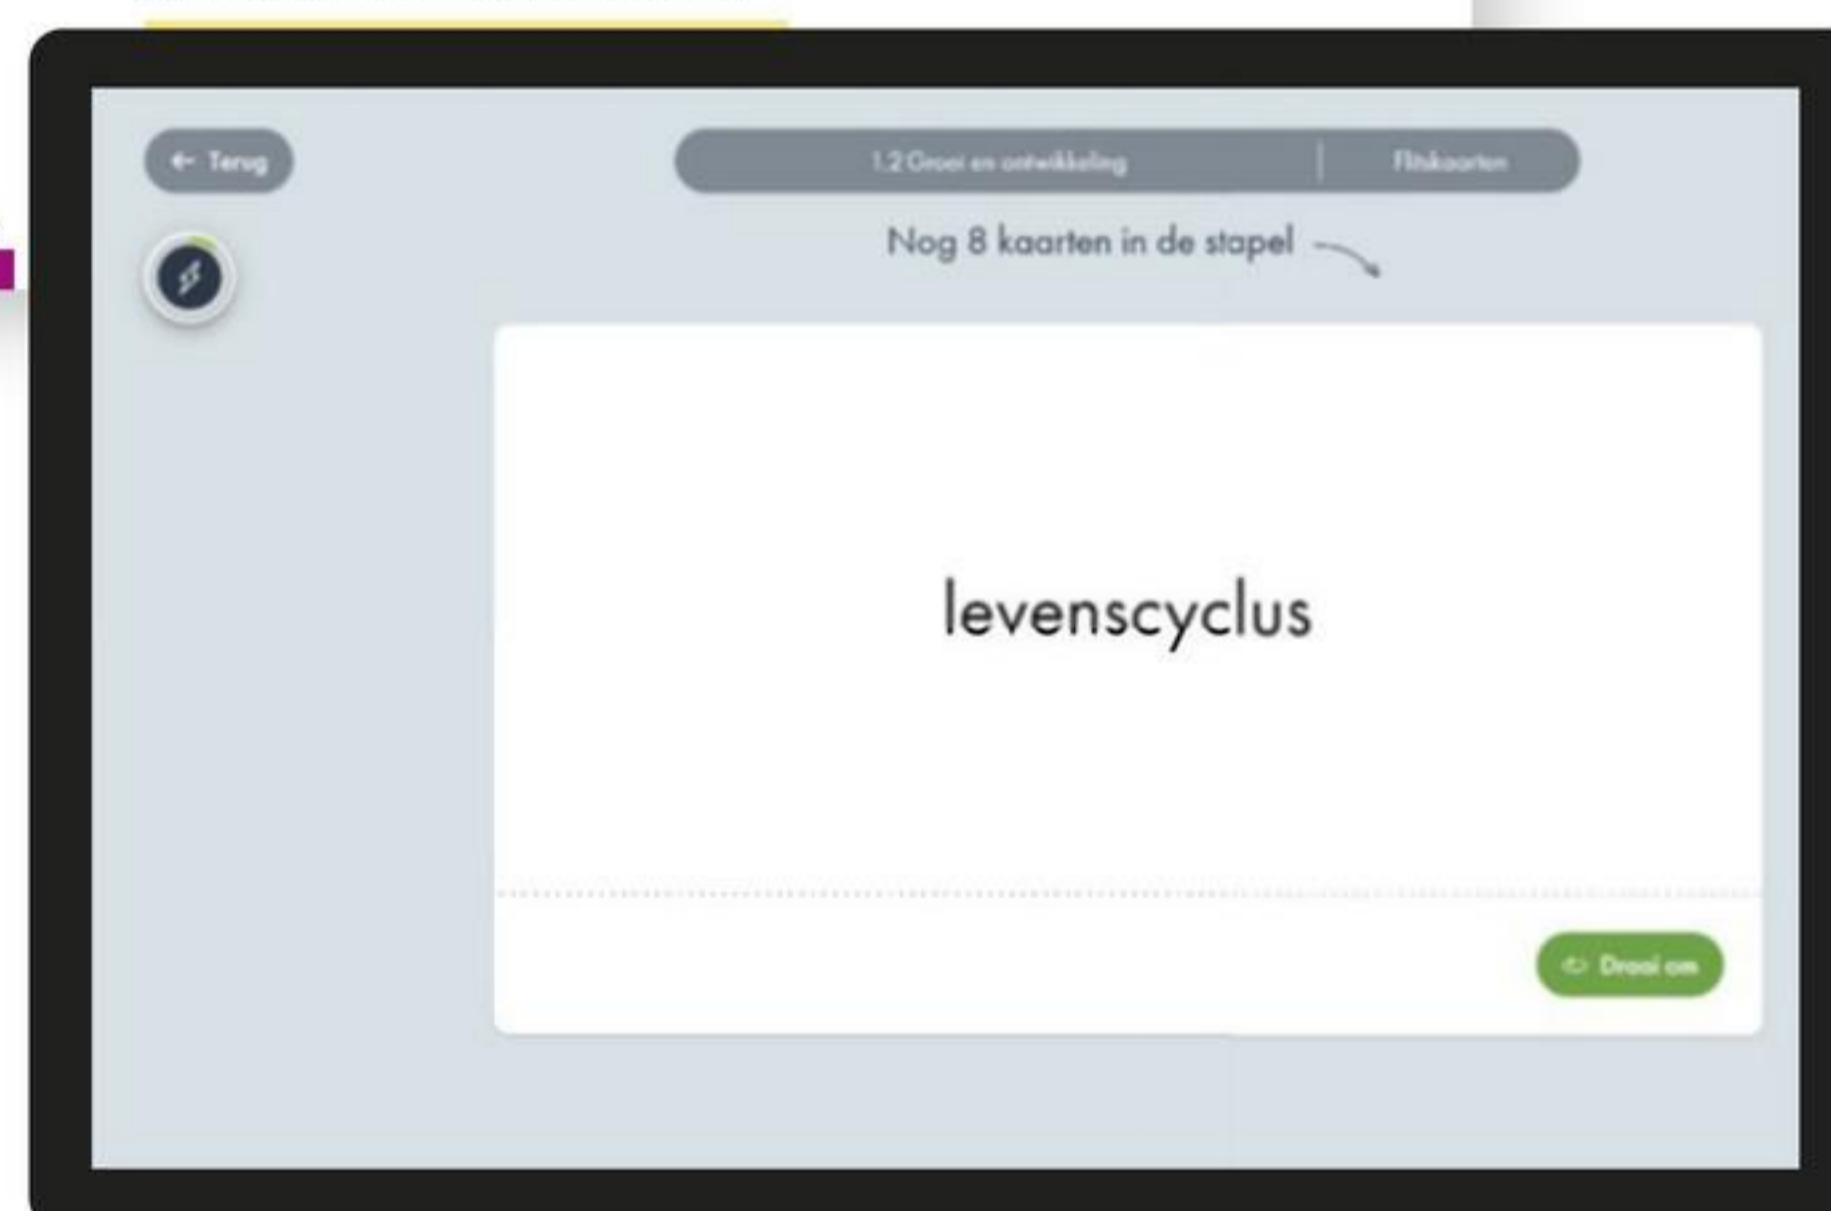 ← Terug
1.2 Groei en ontwikkeling
Flitskaarten
Nog 8 kaarten in de stapel
levenscyclus
Draai om